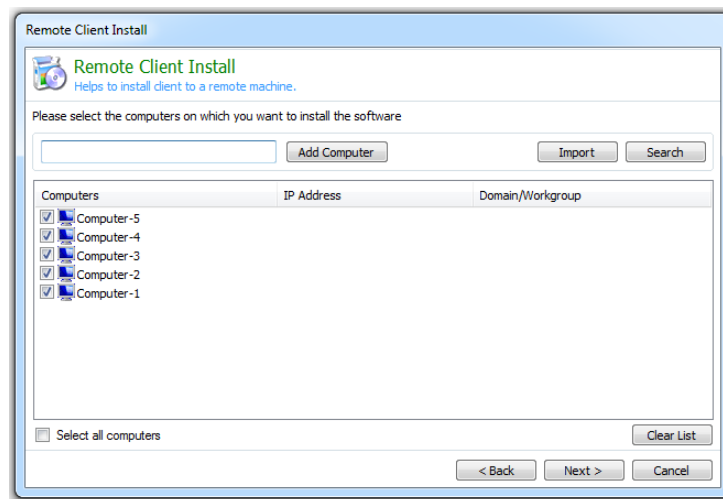 Remote Client Install
Remote Client Install
Helps to install client to a remote machine.
Please select the computers on which you want to install the software
Add Computer Import Search
Computers IP Address Domain/Workgroup
Computer-5
Computer-4
Computer-3
Computer-2
Computer-1
Select all computers Clear List
< Back Next > Cancel